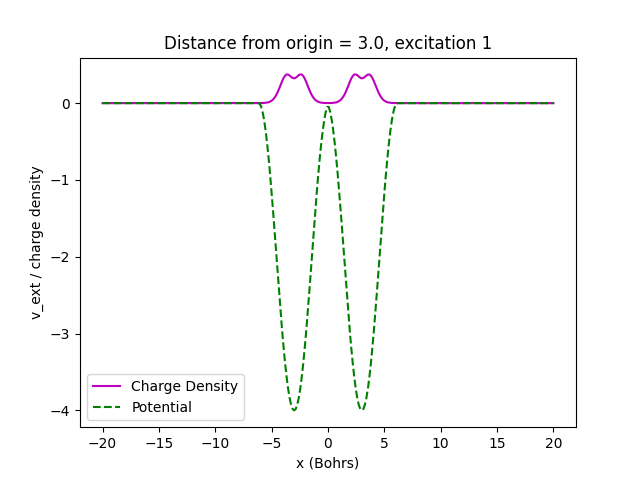 Distance from origin = 3.0, excitation 1
v_ext / charge density
0
−1
−2
−3
−4
Charge Density
Potential
−20 −15 −10 −5 0 5 10 15 20
x (Bohrs)